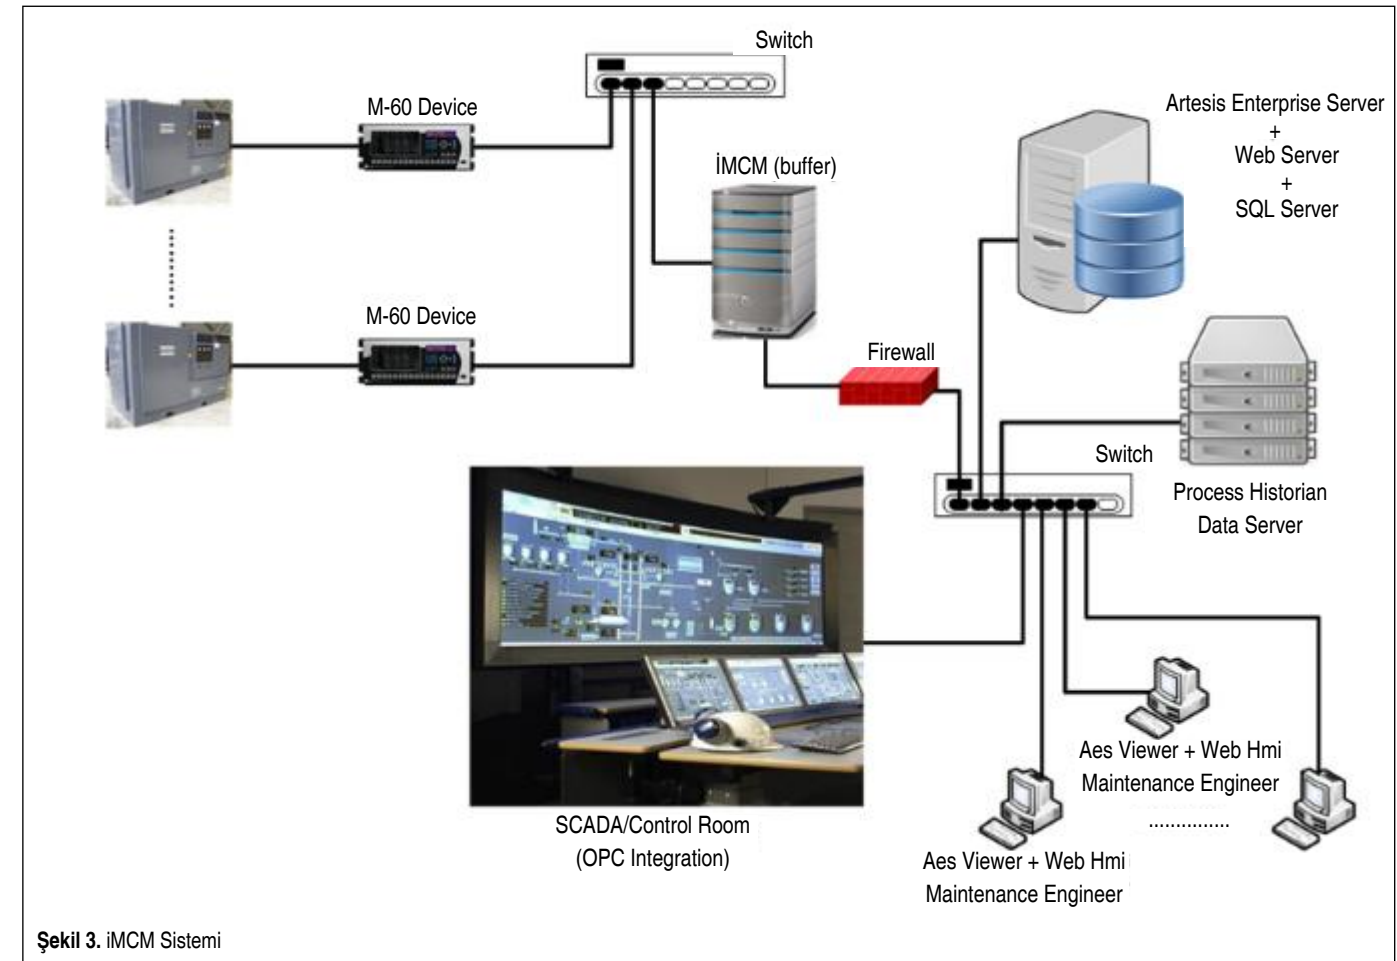 Switch
M-60 Device
İMCM (buffer)
Artesis Enterprise Server
+
Web Server
+
SQL Server
M-60 Device
Firewall
Switch
Process Historian
Data Server
SCADA/Control Room
(OPC Integration)
Aes Viewer + Web Hmi
Maintenance Engineer
...............
Aes Viewer + Web Hmi
Maintenance Engineer
Şekil 3. iMCM Sistemi